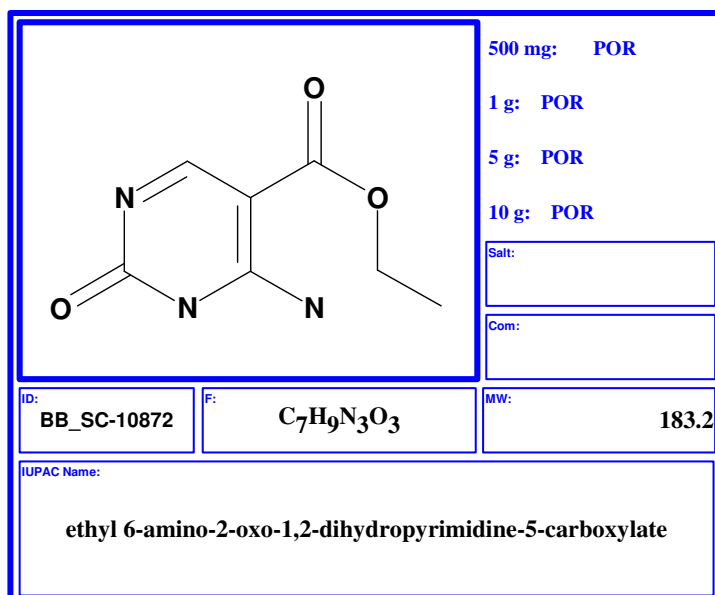 500 mg: POR
1 g: POR
5 g: POR
10 g: POR
O
O
N
O
N
N
Salt:
Com:
ID:
BB_SC-10872
F:
C7H9N3O3
MW:
183.2
IUPAC Name:
ethyl 6-amino-2-oxo-1,2-dihydropyrimidine-5-carboxylate